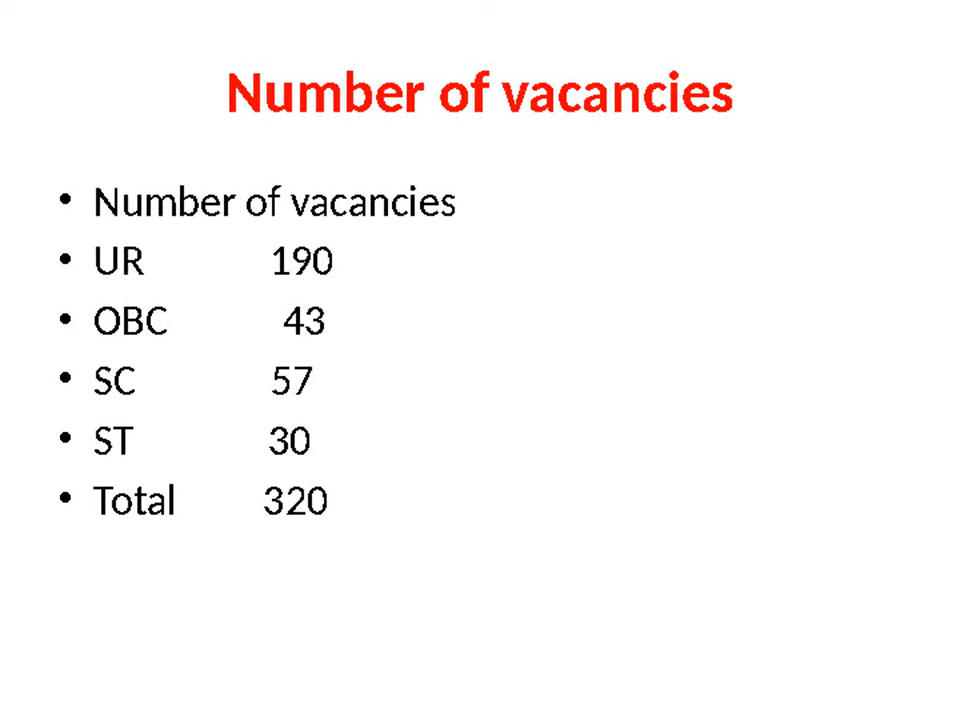 Number of vacancies
• Number of vacancies
• UR 190
• OBC 43
• SC 57
• ST 30
• Total 320